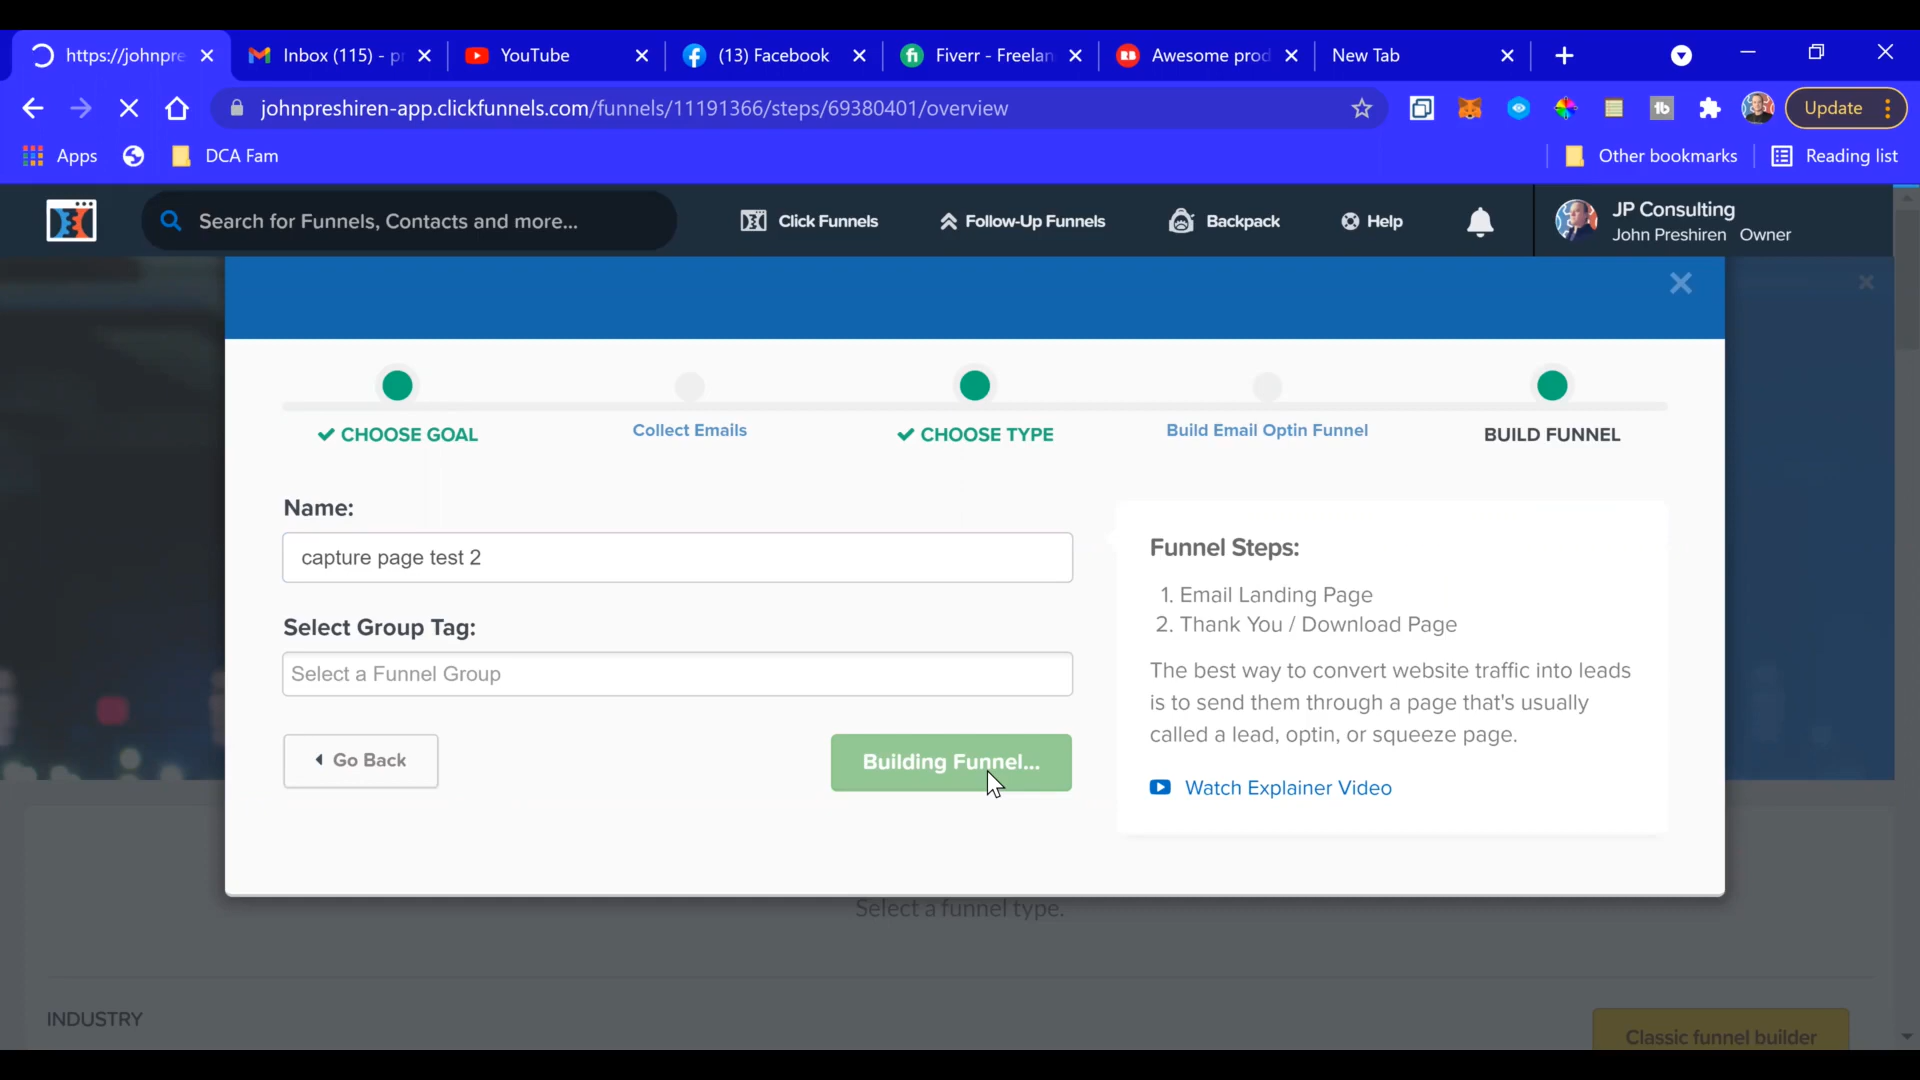 https://johnpre
Inbox (115) - pr
YouTube
(13) Facebook
Fiverr - Freelan
Awesome prod
New Tab
johnpreshiren-app.clickfunnels.com/funnels/11191366/steps/69380401/overview
Update
Apps
DCA Fam
Other bookmarks
Reading list
Search for Funnels, Contacts and more...
Click Funnels
Follow-Up Funnels
Backpack
Help
JP Consulting
John Preshiren Owner
CHOOSE GOAL
Collect Emails
CHOOSE TYPE
Build Email Optin Funnel
BUILD FUNNEL
Name:
capture page test 2
Select Group Tag:
Select a Funnel Group
Go Back
Building Funnel...
Funnel Steps:
1. Email Landing Page
2. Thank You / Download Page
The best way to convert website traffic into leads
is to send them through a page that's usually
called a lead, optin, or squeeze page.
Watch Explainer Video
Select a funnel type.
INDUSTRY
Classic funnel builder